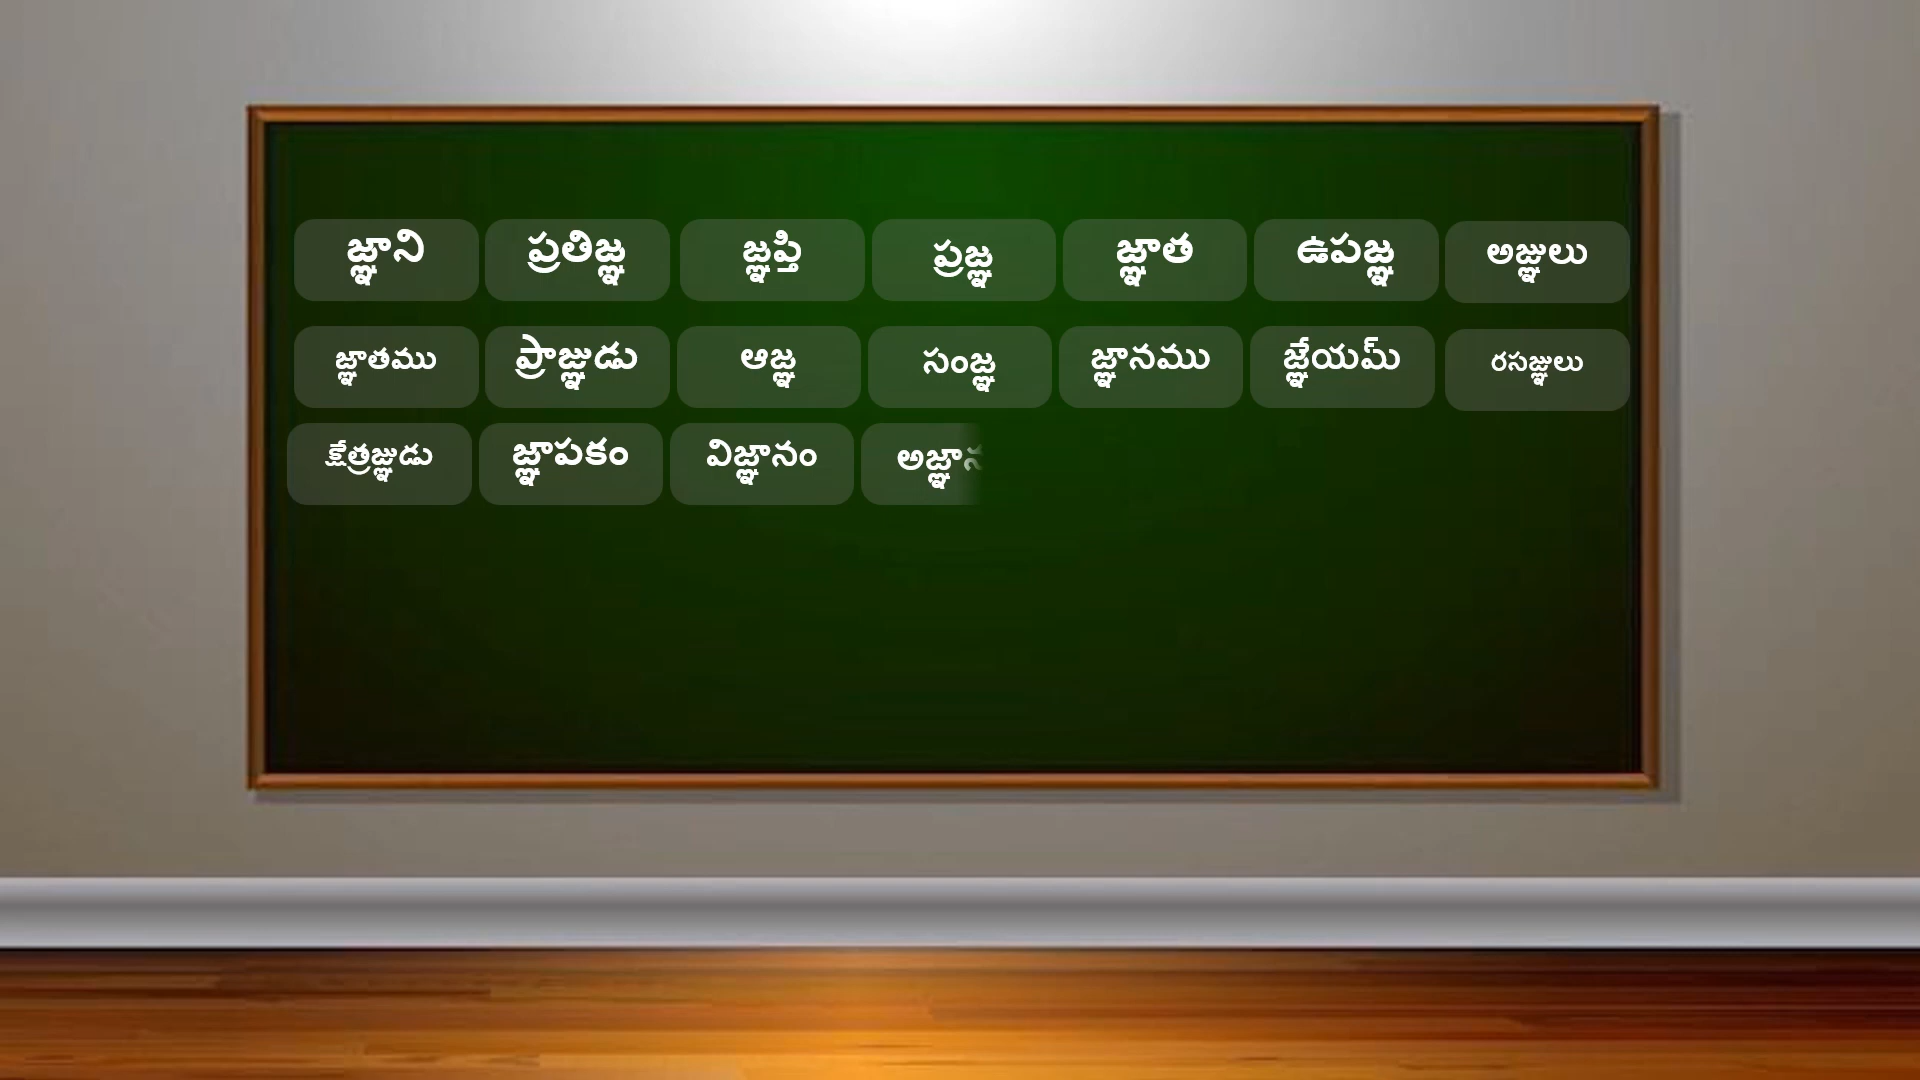 జ్ఞాని ప్రతిజ్ఞ జ్ఞప్తి ప్రజ్ఞ జ్ఞాత ఉపజ్ఞ అజ్ఞులు
జ్ఞాతము ప్రాజ్ఞుడు ఆజ్ఞ సంజ్ఞ జ్ఞానము జ్ఞేయమ్ రసజ్ఞులు
క్షేత్రజ్ఞుడు జ్ఞాపకం విజ్ఞానం